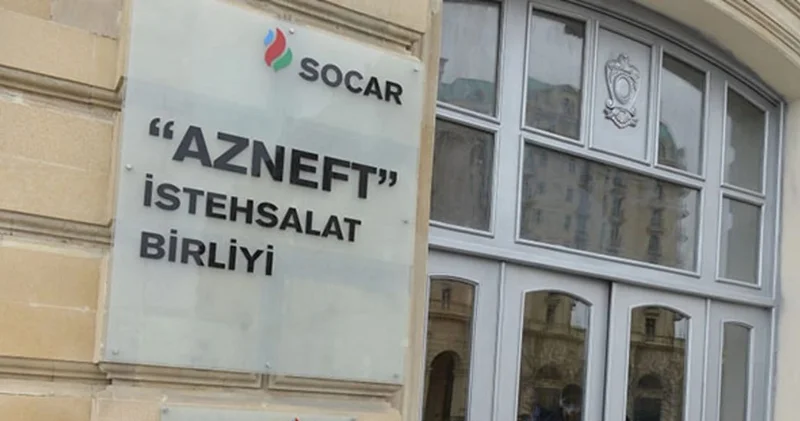 SOCAR
“AZNEFT”
İSTEHSALAT
BİRLİYİ